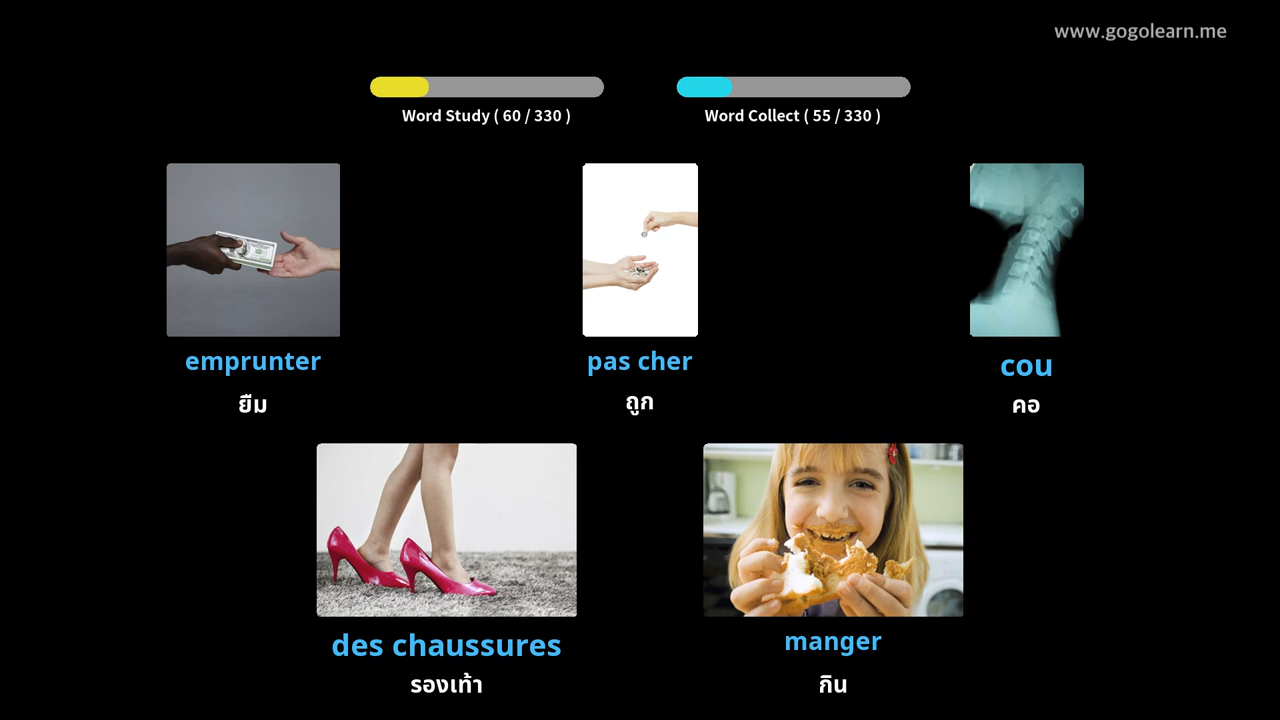 www.gogolearn.me
Word Study ( 60 / 330 )
Word Collect ( 55 / 330 )
emprunter
ยืม
pas cher
ถูก
cou
คอ
des chaussures
รองเท้า
manger
กิน